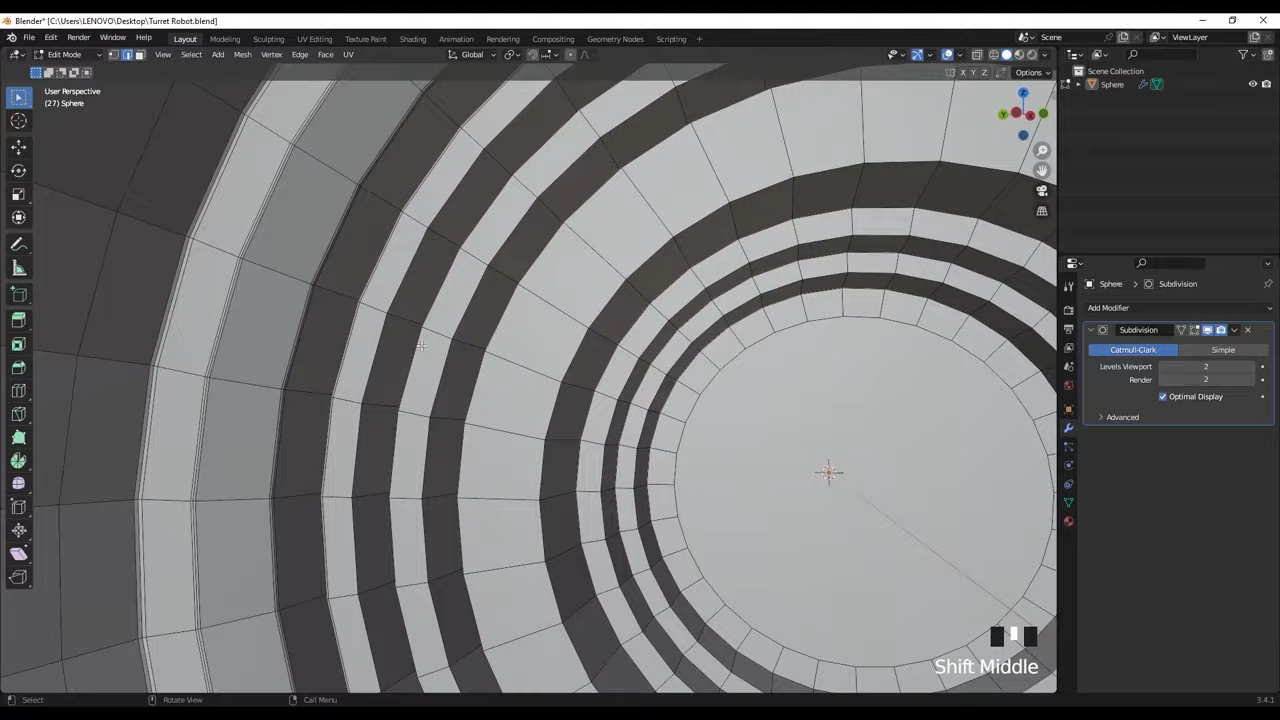 Blender* [C:\Users\LENOVO\Desktop\Turret Robot.blend]
File Edit Render Window Help Layout Modeling Sculpting UV Editing Texture Paint Shading Animation Rendering Compositing Geometry Nodes Scripting + Scene ViewLayer
Edit Mode View Select Add Mesh Vertex Edge Face UV Global
X Y Z Options
Scene Collection
Sphere
User Perspective
(27) Sphere
Z
Y X
Sphere Subdivision
Add Modifier
Subdivision
Catmull-Clark Simple
Levels Viewport 2
Render 2
Optimal Display
Advanced
Shift Middle
Select Rotate View Call Menu 3.4.1